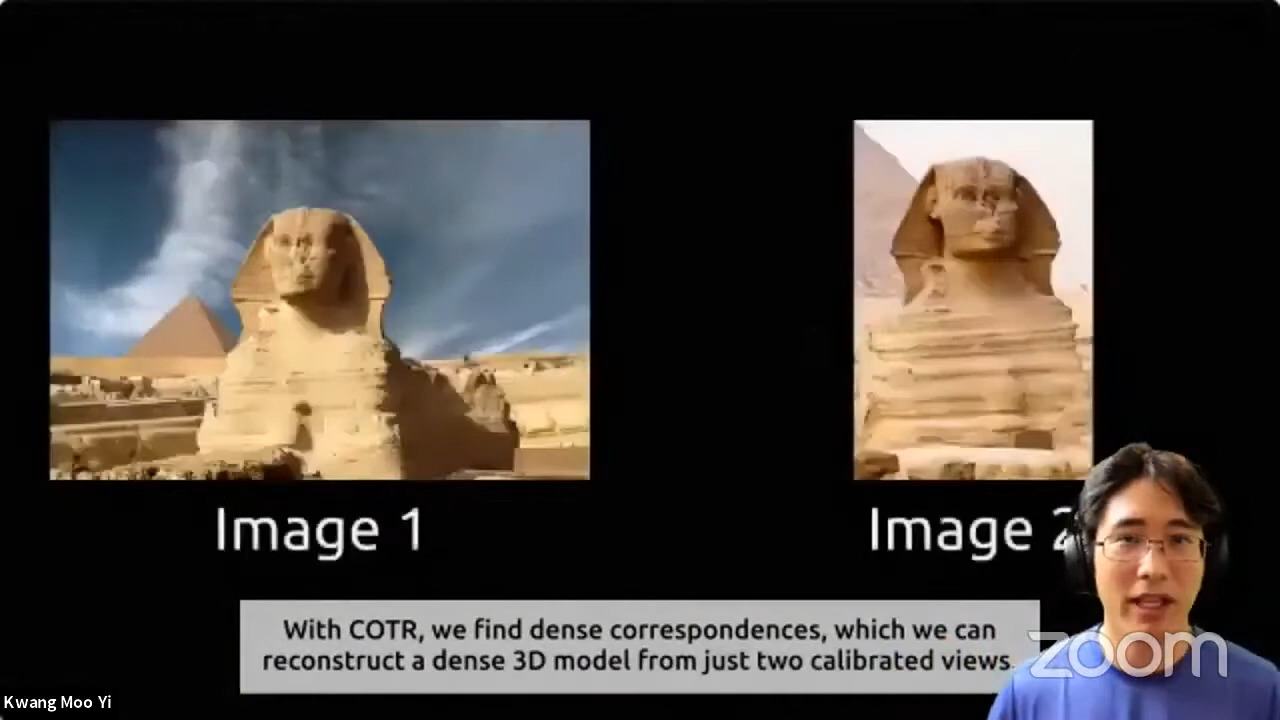 Image 1
Image 2
With COTR, we find dense correspondences, which we can
reconstruct a dense 3D model from just two calibrated views.
zoom
Kwang Moo Yi